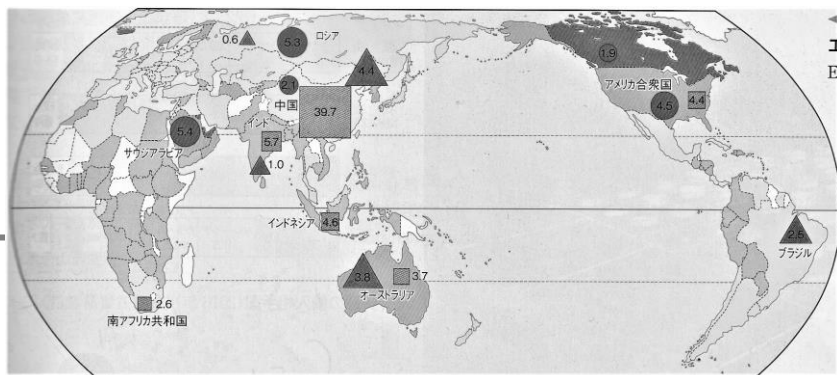 0.6
5.3
ロシア
1.9
エ
E
4.4
2.1
中国
39.7
アメリカ合衆国
4.5
4.4
5.4
サウジアラビア
インド
5.7
1.0
インドネシア
4.6
2.5
ブラジル
3.8
3.7
オーストラリア
2.6
南アフリカ共和国